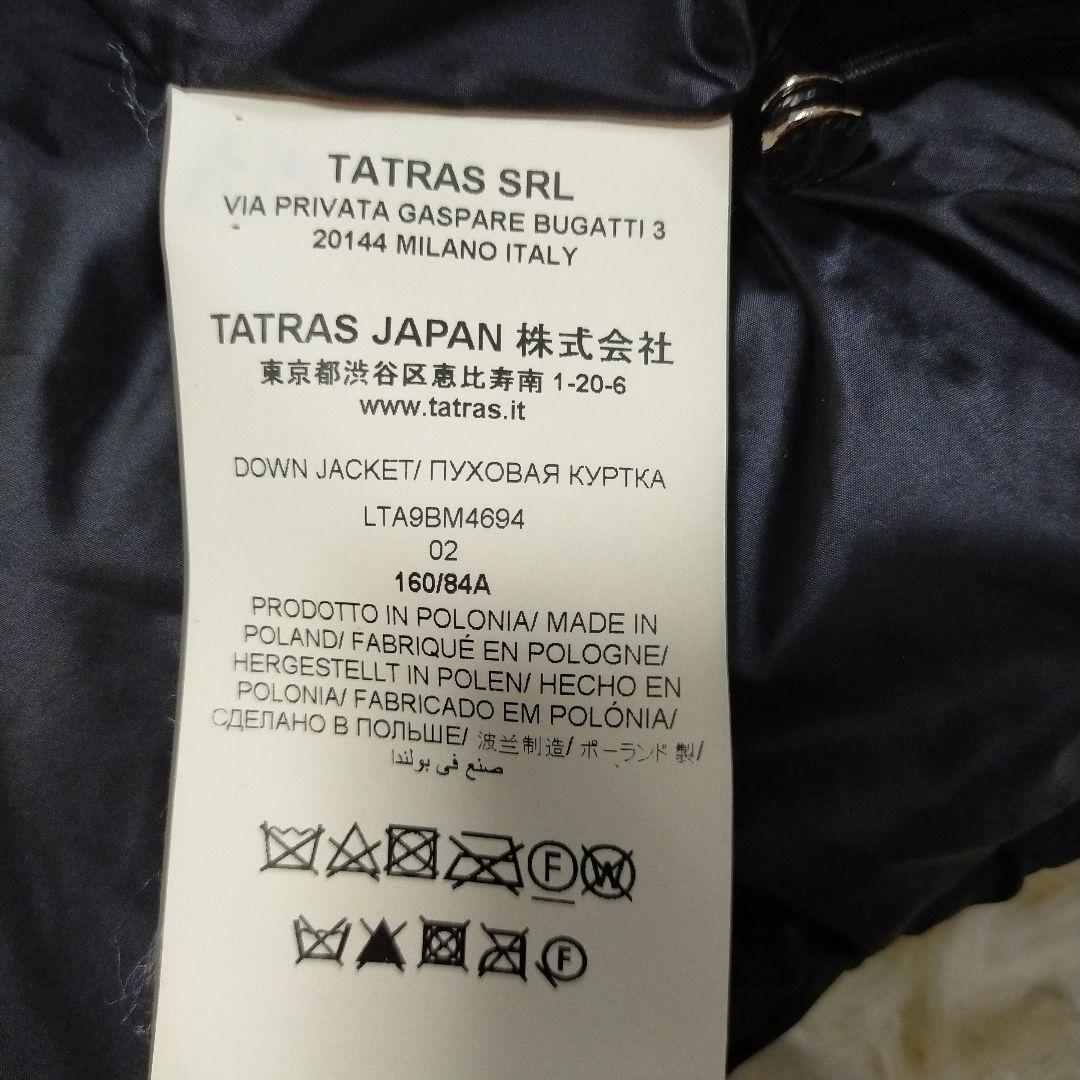 TATRAS SRL
VIA PRIVATA GASPARE BUGATTI 3
20144 MILANO ITALY
TATRAS JAPAN 株式会社
東京都渋谷区恵比寿南 1-20-6
www.tatras.it
DOWN JACKET/ ПУХОВАЯ КУРТКА
LTA9BM4694
02
160/84A
PRODOTTO IN POLONIA/ MADE IN
POLAND/ FABRIQUÉ EN POLOGNE/
HERGESTELLT IN POLEN/ HECHO EN
POLONIA/ FABRICADO EM POLÓNIA/
СДЕЛАНО В ПОЛЬШЕ/ 波兰制造/ ポーランド製/
صنع في بولندا
F W
F